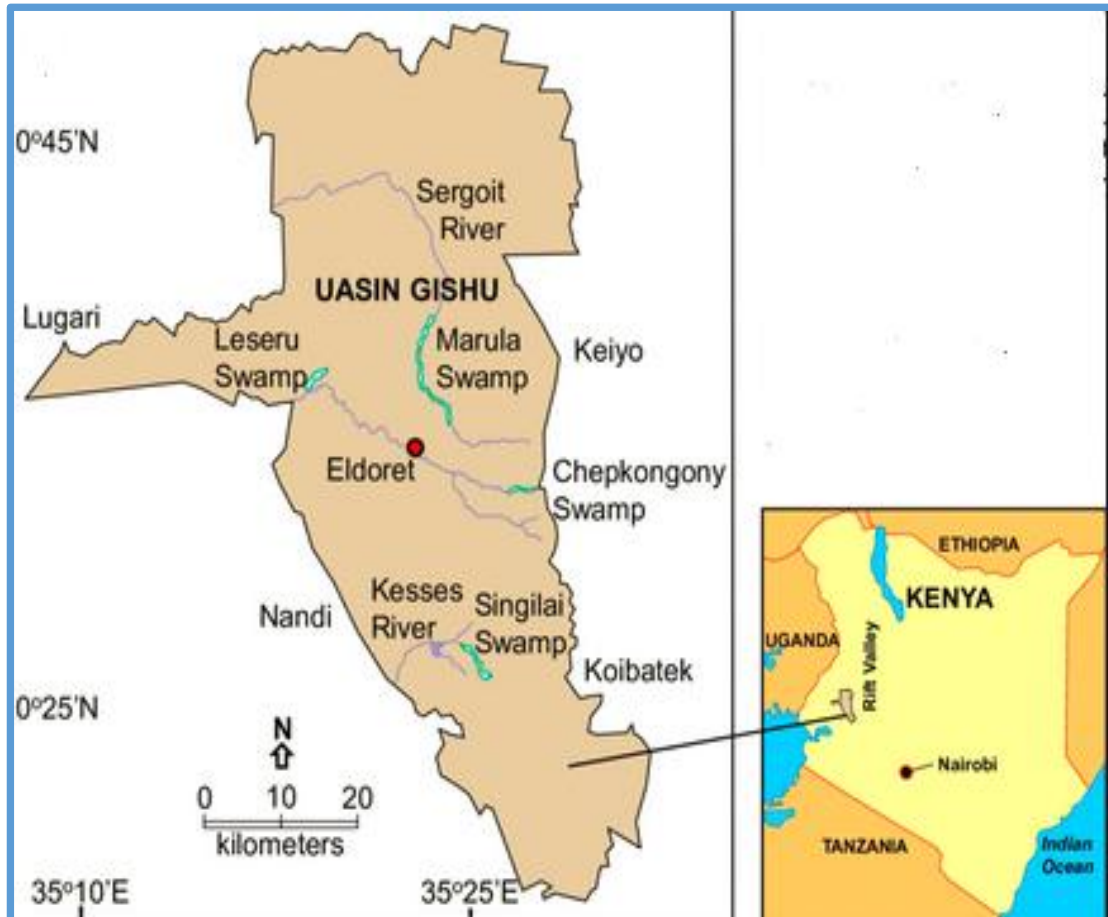 0°45'N
Sergoit
River
UASIN GISHU
Lugari
Leseru
Swamp
Marula
Swamp
Keiyo
Eldoret
Chepkongony
Swamp
Nandi
Kesses
River
Singilai
Swamp
Koibatek
0°25'N
N
0 10 20
kilometers
35°10'E
35°25'E
ETHIOPIA
KENYA
UGANDA
Rift Valley
Nairobi
TANZANIA
Indian
Ocean